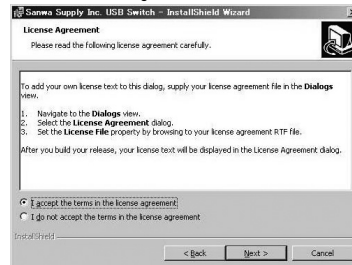 Sanwa Supply Inc. USB Switch - InstallShield Wizard
License Agreement
Please read the following license agreement carefully.
To add your own license text to this dialog, supply your license agreement file in the Dialogs
view.
1. Navigate to the Dialogs view.
2. Select the License Agreement dialog.
3. Set the License File property by browsing to your license agreement RTF file.
After you build your release, your license text will be displayed in the License Agreement dialog.
I accept the terms in the license agreement
I do not accept the terms in the license agreement
InstallShield
< Back Next > Cancel